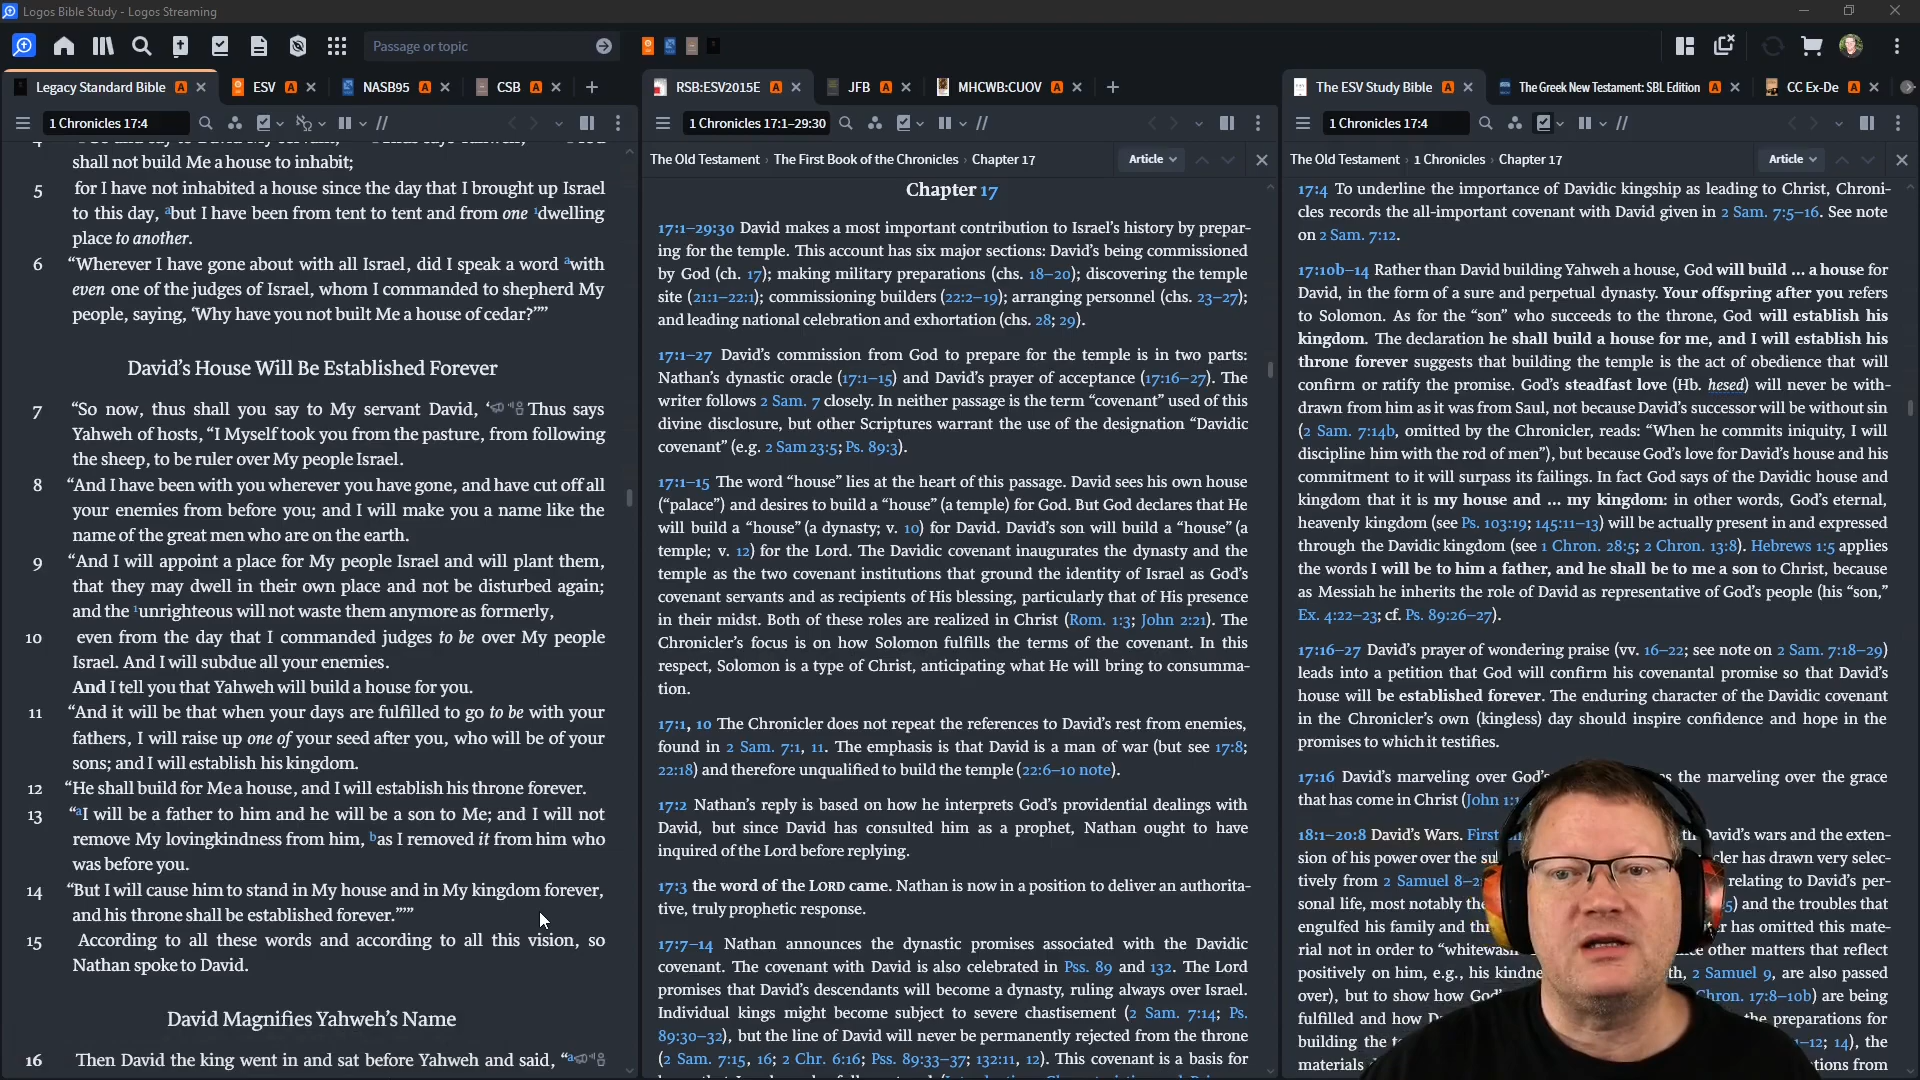 Logos Bible Study - Logos Streaming
Passage or topic
Legacy Standard Bible A
ESV A
NASB95 A
CSB A
RSB:ESV2015E A
JFB A
MHCWB:CUOV A
The ESV Study Bible A
The Greek New Testament: SBL Edition A
CC Ex-De A
1 Chronicles 17:4
1 Chronicles 17:1–29:30
1 Chronicles 17:4
shall not build Me a house to inhabit;
5 for I have not inhabited a house since the day that I brought up Israel
to this day, ᵃbut I have been from tent to tent and from one ¹dwelling
place to another.
6 “Wherever I have gone about with all Israel, did I speak a word ᵃwith
even one of the judges of Israel, whom I commanded to shepherd My
people, saying, ‘Why have you not built Me a house of cedar?’””
David’s House Will Be Established Forever
7 “So now, thus shall you say to My servant David, ‘Thus says
Yahweh of hosts, “I Myself took you from the pasture, from following
the sheep, to be ruler over My people Israel.
8 “And I have been with you wherever you have gone, and have cut off all
your enemies from before you; and I will make you a name like the
name of the great men who are on the earth.
9 “And I will appoint a place for My people Israel and will plant them,
that they may dwell in their own place and not be disturbed again;
and the ¹unrighteous will not waste them anymore as formerly,
10 even from the day that I commanded judges to be over My people
Israel. And I will subdue all your enemies.
And I tell you that Yahweh will build a house for you.
11 “And it will be that when your days are fulfilled to go to be with your
fathers, I will raise up one of your seed after you, who will be of your
sons; and I will establish his kingdom.
12 “He shall build for Me a house, and I will establish his throne forever.
13 “ᵃI will be a father to him and he will be a son to Me; and I will not
remove My lovingkindness from him, ᵇas I removed it from him who
was before you.
14 “But I will cause him to stand in My house and in My kingdom forever,
and his throne shall be established forever.”’”
15 According to all these words and according to all this vision, so
Nathan spoke to David.
David Magnifies Yahweh’s Name
16 Then David the king went in and sat before Yahweh and said, “ᵃ
The Old Testament › The First Book of the Chronicles › Chapter 17
Article
Chapter 17
17:1–29:30 David makes a most important contribution to Israel’s history by prepar-
ing for the temple. This account has six major sections: David’s being commissioned
by God (ch. 17); making military preparations (chs. 18–20); discovering the temple
site (21:1–22:1); commissioning builders (22:2–19); arranging personnel (chs. 23–27);
and leading national celebration and exhortation (chs. 28; 29).
17:1–27 David’s commission from God to prepare for the temple is in two parts:
Nathan’s dynastic oracle (17:1–15) and David’s prayer of acceptance (17:16–27). The
writer follows 2 Sam. 7 closely. In neither passage is the term “covenant” used of this
divine disclosure, but other Scriptures warrant the use of the designation “Davidic
covenant” (e.g. 2 Sam 23:5; Ps. 89:3).
17:1–15 The word “house” lies at the heart of this passage. David sees his own house
(“palace”) and desires to build a “house” (a temple) for God. But God declares that He
will build a “house” (a dynasty; v. 10) for David. David’s son will build a “house” (a
temple; v. 12) for the Lord. The Davidic covenant inaugurates the dynasty and the
temple as the two covenant institutions that ground the identity of Israel as God’s
covenant servants and as recipients of His blessing, particularly that of His presence
in their midst. Both of these roles are realized in Christ (Rom. 1:3; John 2:21). The
Chronicler’s focus is on how Solomon fulfills the terms of the covenant. In this
respect, Solomon is a type of Christ, anticipating what He will bring to consumma-
tion.
17:1, 10 The Chronicler does not repeat the references to David’s rest from enemies,
found in 2 Sam. 7:1, 11. The emphasis is that David is a man of war (but see 17:8;
22:18) and therefore unqualified to build the temple (22:6–10 note).
17:2 Nathan’s reply is based on how he interprets God’s providential dealings with
David, but since David has consulted him as a prophet, Nathan ought to have
inquired of the Lord before replying.
17:3 the word of the LORD came. Nathan is now in a position to deliver an authorita-
tive, truly prophetic response.
17:7–14 Nathan announces the dynastic promises associated with the Davidic
covenant. The covenant with David is also celebrated in Pss. 89 and 132. The Lord
promises that David’s descendants will become a dynasty, ruling always over Israel.
Individual kings might become subject to severe chastisement (2 Sam. 7:14; Ps.
89:30–32), but the line of David will never be permanently rejected from the throne
(2 Sam. 7:15, 16; 2 Chr. 6:16; Pss. 89:33–37; 132:11, 12). This covenant is a basis for
The Old Testament › 1 Chronicles › Chapter 17
Article
17:4 To underline the importance of Davidic kingship as leading to Christ, Chroni-
cles records the all-important covenant with David given in 2 Sam. 7:5–16. See note
on 2 Sam. 7:12.
17:10b–14 Rather than David building Yahweh a house, God will build … a house for
David, in the form of a sure and perpetual dynasty. Your offspring after you refers
to Solomon. As for the “son” who succeeds to the throne, God will establish his
kingdom. The declaration he shall build a house for me, and I will establish his
throne forever suggests that building the temple is the act of obedience that will
confirm or ratify the promise. God’s steadfast love (Hb. hesed) will never be with-
drawn from him as it was from Saul, not because David’s successor will be without sin
(2 Sam. 7:14b, omitted by the Chronicler, reads: “When he commits iniquity, I will
discipline him with the rod of men”), but because God’s love for David’s house and his
commitment to it will surpass its failings. In fact God says of the Davidic house and
kingdom that it is my house and … my kingdom: in other words, God’s eternal,
heavenly kingdom (see Ps. 103:19; 145:11–13) will be actually present in and expressed
through the Davidic kingdom (see 1 Chron. 28:5; 2 Chron. 13:8). Hebrews 1:5 applies
the words I will be to him a father, and he shall be to me a son to Christ, because
as Messiah he inherits the role of David as representative of God’s people (his “son,”
Ex. 4:22–23; cf. Ps. 89:26–27).
17:16–27 David’s prayer of wondering praise (vv. 16–22; see note on 2 Sam. 7:18–29)
leads into a petition that God will confirm his covenantal promise so that David’s
house will be established forever. The enduring character of the Davidic covenant
in the Chronicler’s own (kingless) day should inspire confidence and hope in the
promises to which it testifies.
17:16 David’s marveling over God’s the marveling over the grace
that has come in Christ (John 1:1
18:1–20:8 David’s Wars. First David’s wars and the exten-
sion of his power over the has drawn very selec-
tively from 2 Samuel 8–2 relating to David’s per-
sonal life, most notably the and the troubles that
engulfed his family and has omitted this mate-
rial not in order to “whitewash other matters that reflect
positively on him, e.g., his kindness 2 Samuel 9, are also passed
over), but to show how God’s Chron. 17:8–10b) are being
fulfilled and how the preparations for
building the 14), the
materials from